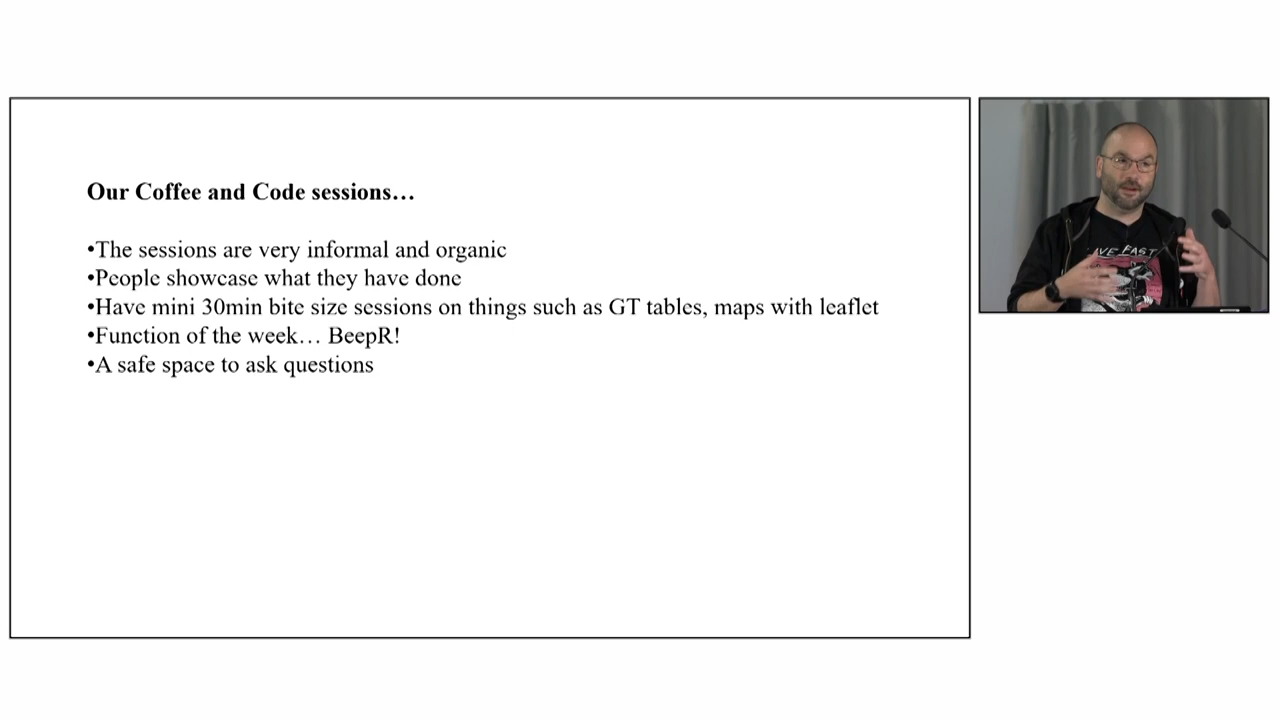 Our Coffee and Code sessions…
•The sessions are very informal and organic
•People showcase what they have done
•Have mini 30min bite size sessions on things such as GT tables, maps with leaflet
•Function of the week… BeepR!
•A safe space to ask questions
FAST